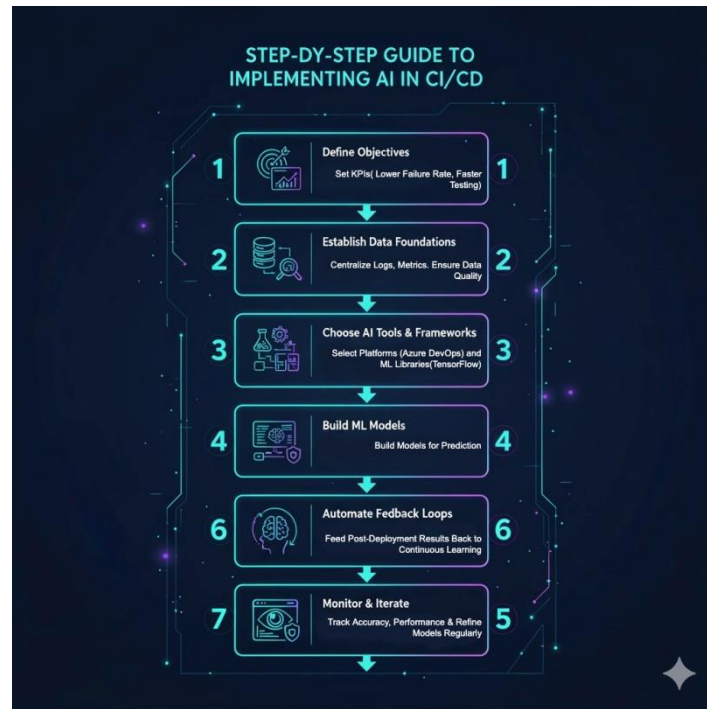 STEP-DY-STEP GUIDE TO
IMPLEMENTING AI IN CI/CD
1
Define Objectives
Set KPIs( Lower Failure Rate, Faster
Testing)
1
2
Establish Data Foundations
Centralize Logs, Metrics. Ensure Data
Quality
2
3
Choose AI Tools & Frameworks
Select Platforms (Azure DevOps) and
ML Libraries(TensorFlow)
3
4
Build ML Models
Build Models for Prediction
4
6
Automate Fedback Loops
Feed Post-Deployment Results Back to
Continuous Learning
6
7
Monitor & Iterate
Track Accuracy, Performance & Refine
Models Regularly
5